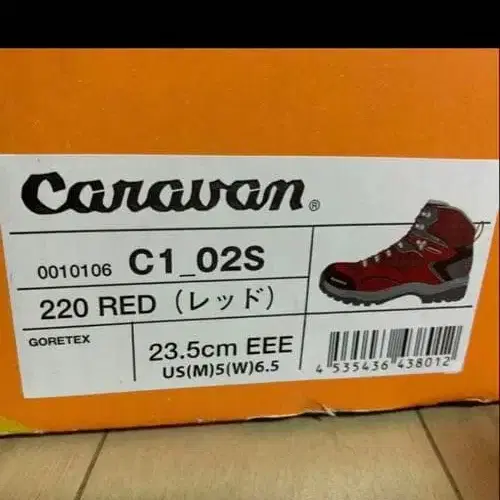 Caravan®
0010106 C1_02S
220 RED (レッド)
GORETEX
23.5cm EEE
US(M)5(W)6.5
4 535436 438012